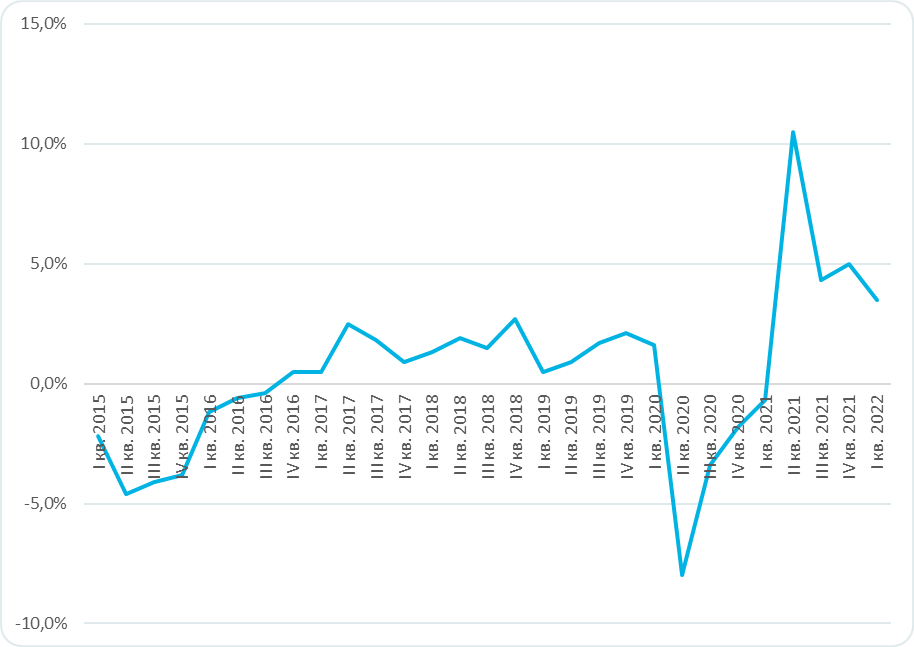 15,0%
10,0%
5,0%
0,0%
-5,0%
-10,0%
I кв. 2015
II кв. 2015
III кв. 2015
IV кв. 2015
I кв. 2016
II кв. 2016
III кв. 2016
IV кв. 2016
I кв. 2017
II кв. 2017
III кв. 2017
IV кв. 2017
I кв. 2018
II кв. 2018
III кв. 2018
IV кв. 2018
I кв. 2019
II кв. 2019
III кв. 2019
IV кв. 2019
I кв. 2020
II кв. 2020
III кв. 2020
IV кв. 2020
I кв. 2021
II кв. 2021
III кв. 2021
IV кв. 2021
I кв. 2022